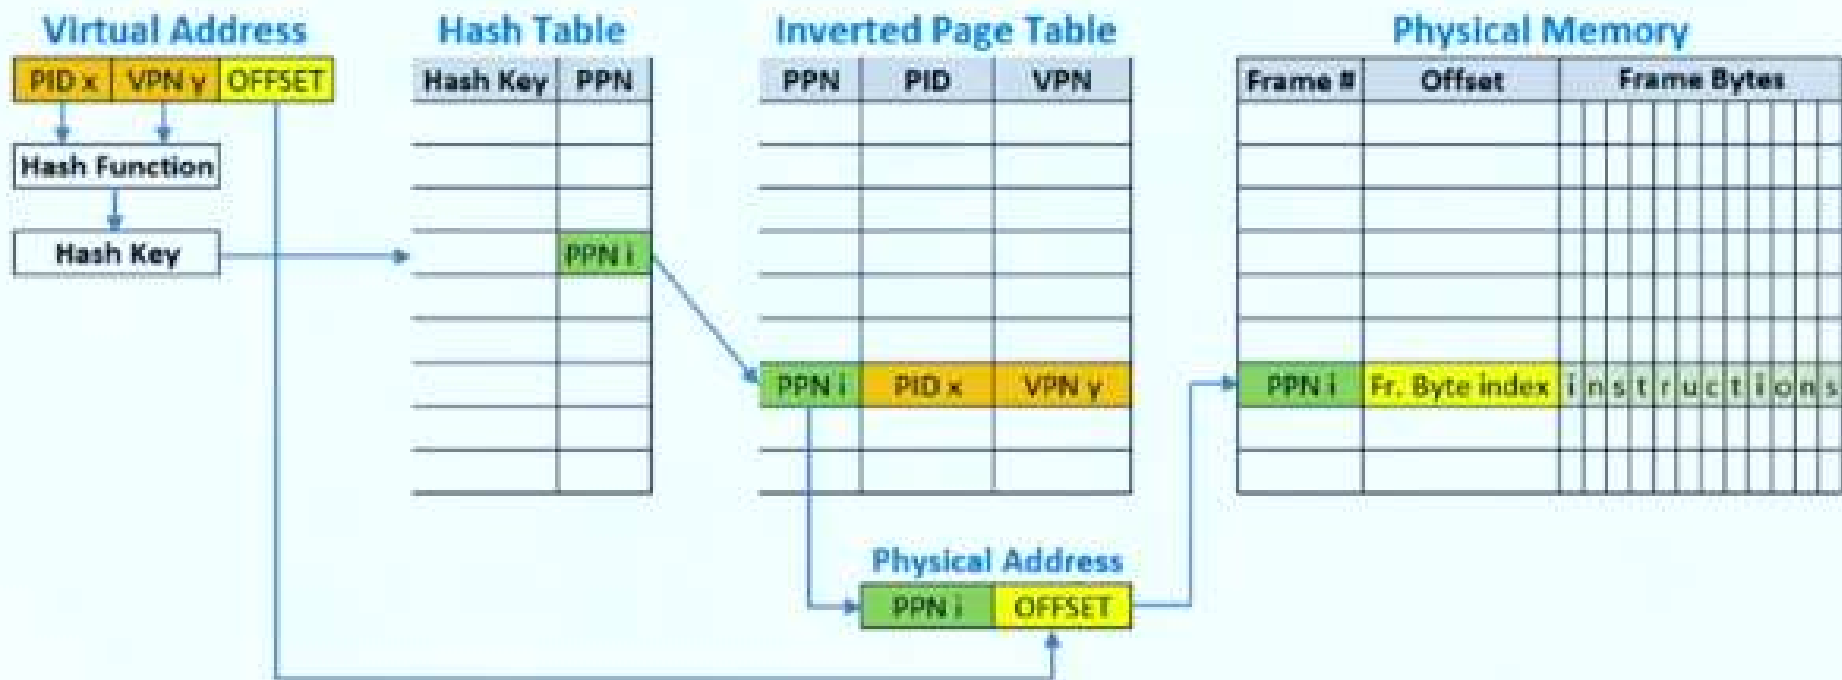 Virtual Address
PID x VPN y OFFSET
Hash Function
Hash Key
Hash Table
Hash Key PPN
PPN i
Inverted Page Table
PPN PID VPN
PPN i PID x VPN y
Physical Address
PPN i OFFSET
Physical Memory
Frame # Offset Frame Bytes
PPN i Fr. Byte index i n s t r u c t i o n s